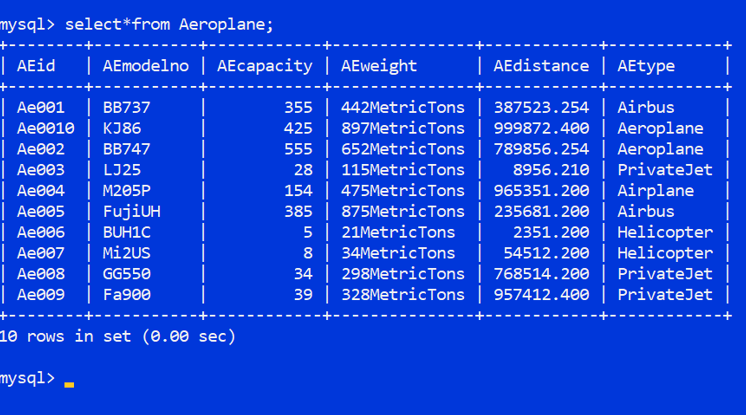 mysql> select*from Aeroplane;
+--------+-----------+------------+---------------+------------+------------+
| AEid   | AEmodelno | AEcapacity | AEweight      | AEdistance | AEtype     |
+--------+-----------+------------+---------------+------------+------------+
| Ae001  | BB737     |        355 | 442MetricTons | 387523.254 | Airbus     |
| Ae0010 | KJ86      |        425 | 897MetricTons | 999872.400 | Aeroplane  |
| Ae002  | BB747     |        555 | 652MetricTons | 789856.254 | Aeroplane  |
| Ae003  | LJ25      |         28 | 115MetricTons |   8956.210 | PrivateJet |
| Ae004  | M205P     |        154 | 475MetricTons | 965351.200 | Airplane   |
| Ae005  | FujiUH    |        385 | 875MetricTons | 235681.200 | Airbus     |
| Ae006  | BUH1C     |          5 | 21MetricTons  |   2351.200 | Helicopter |
| Ae007  | Mi2US     |          8 | 34MetricTons  |  54512.200 | Helicopter |
| Ae008  | GG550     |         34 | 298MetricTons | 768514.200 | PrivateJet |
| Ae009  | Fa900     |         39 | 328MetricTons | 957412.400 | PrivateJet |
+--------+-----------+------------+---------------+------------+------------+
10 rows in set (0.00 sec)
mysql>